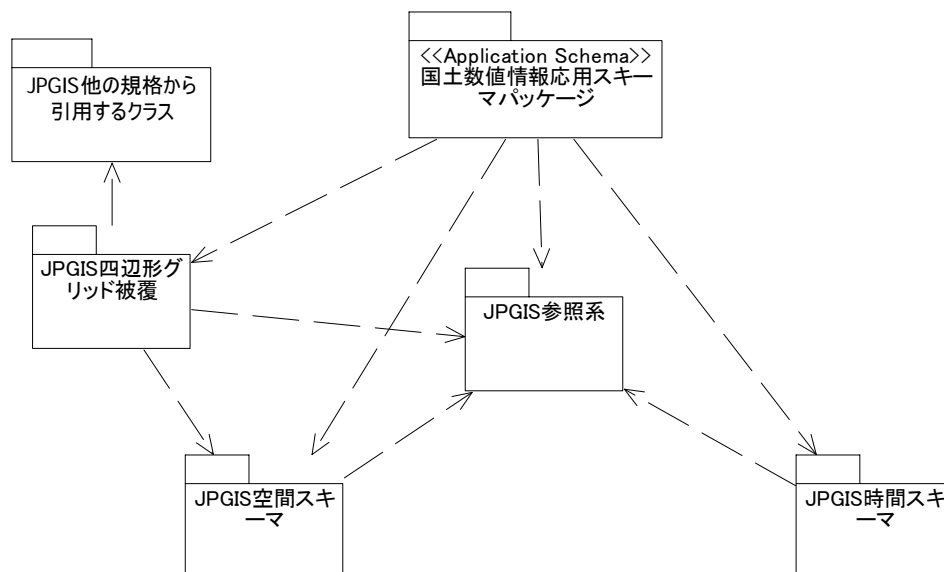 <<Application Schema>>
国土数値情報応用スキー
マパッケージ
JPGIS他の規格から
引用するクラス
JPGIS四辺形グ
リッド被覆
JPGIS参照系
JPGIS空間スキ
ーマ
JPGIS時間スキ
ーマ